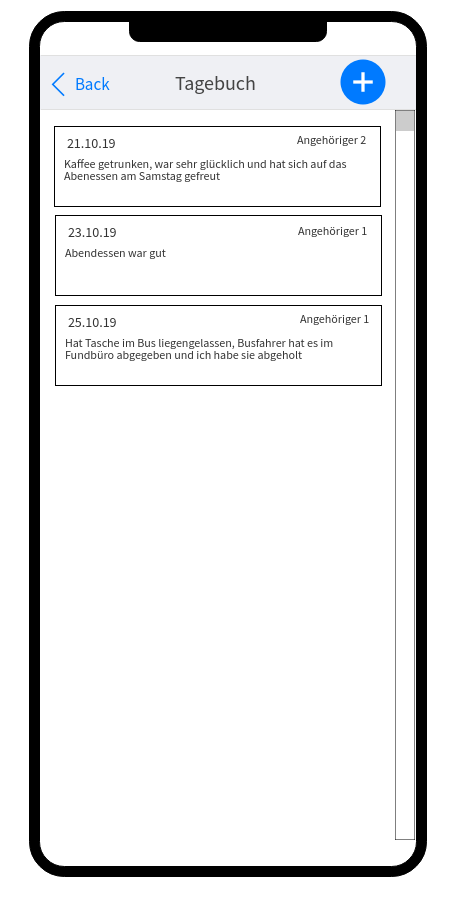 Back
Tagebuch
21.10.19
Angehöriger 2
Kaffee getrunken, war sehr glücklich und hat sich auf das
Abenessen am Samstag gefreut
23.10.19
Angehöriger 1
Abendessen war gut
25.10.19
Angehöriger 1
Hat Tasche im Bus liegengelassen, Busfahrer hat es im
Fundbüro abgegeben und ich habe sie abgeholt